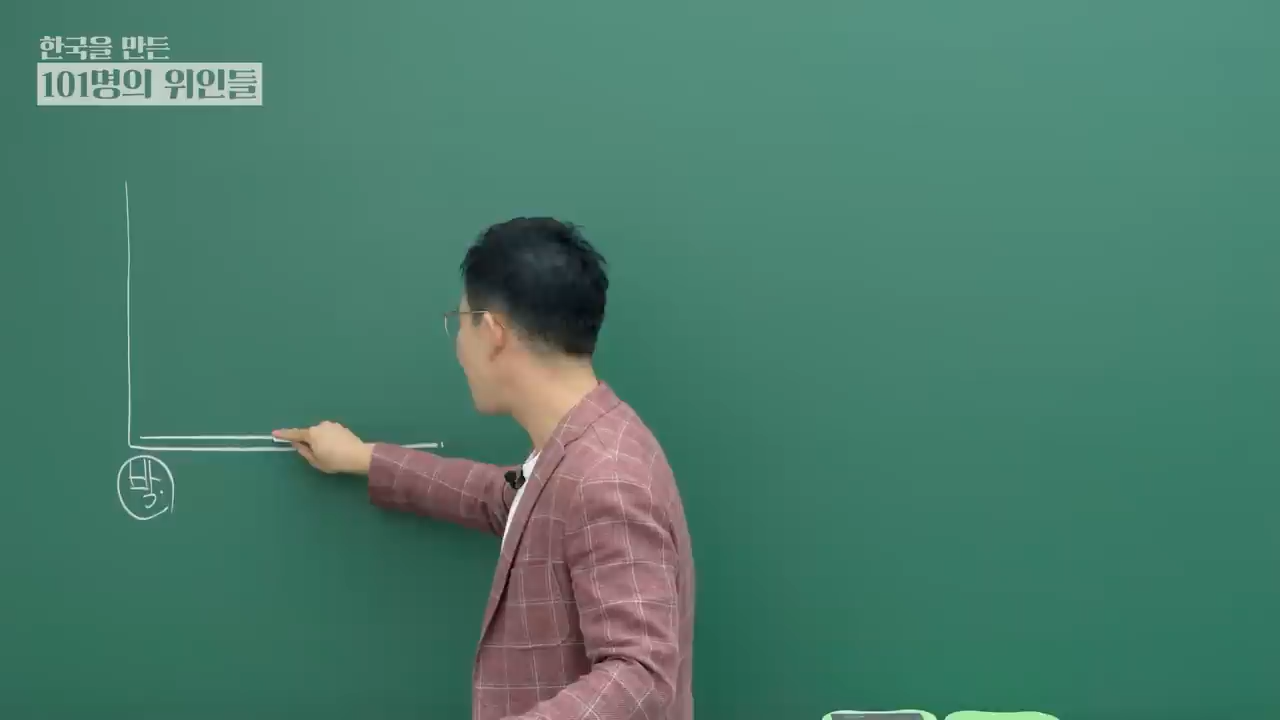 한국을 만든
101명의 위인들
박.